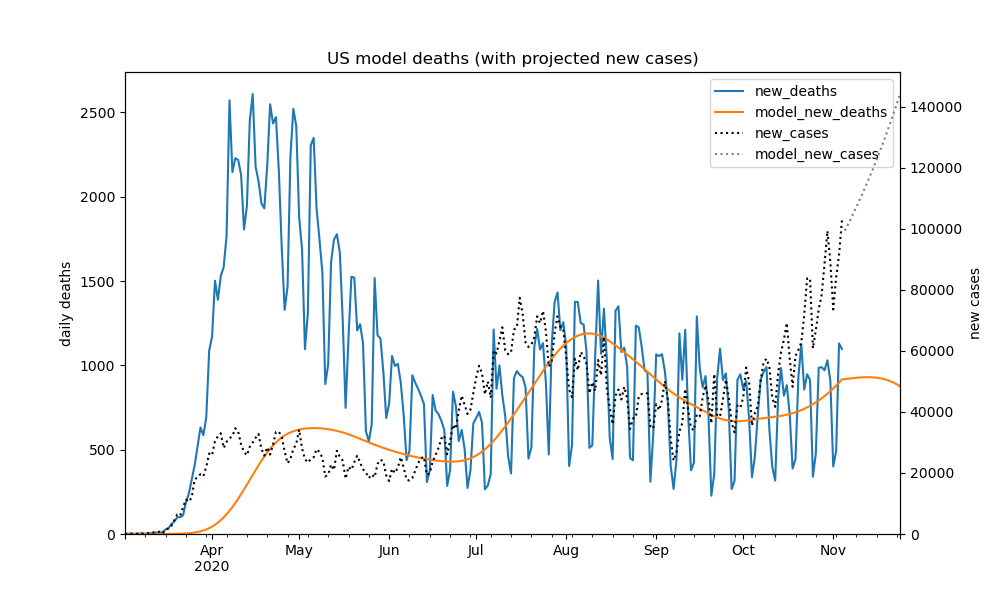 US model deaths (with projected new cases)
new_deaths
model_new_deaths
new_cases
model_new_cases
daily deaths
2500
2000
1500
1000
500
0
new cases
140000
120000
100000
80000
60000
40000
20000
0
Apr
2020
May
Jun
Jul
Aug
Sep
Oct
Nov